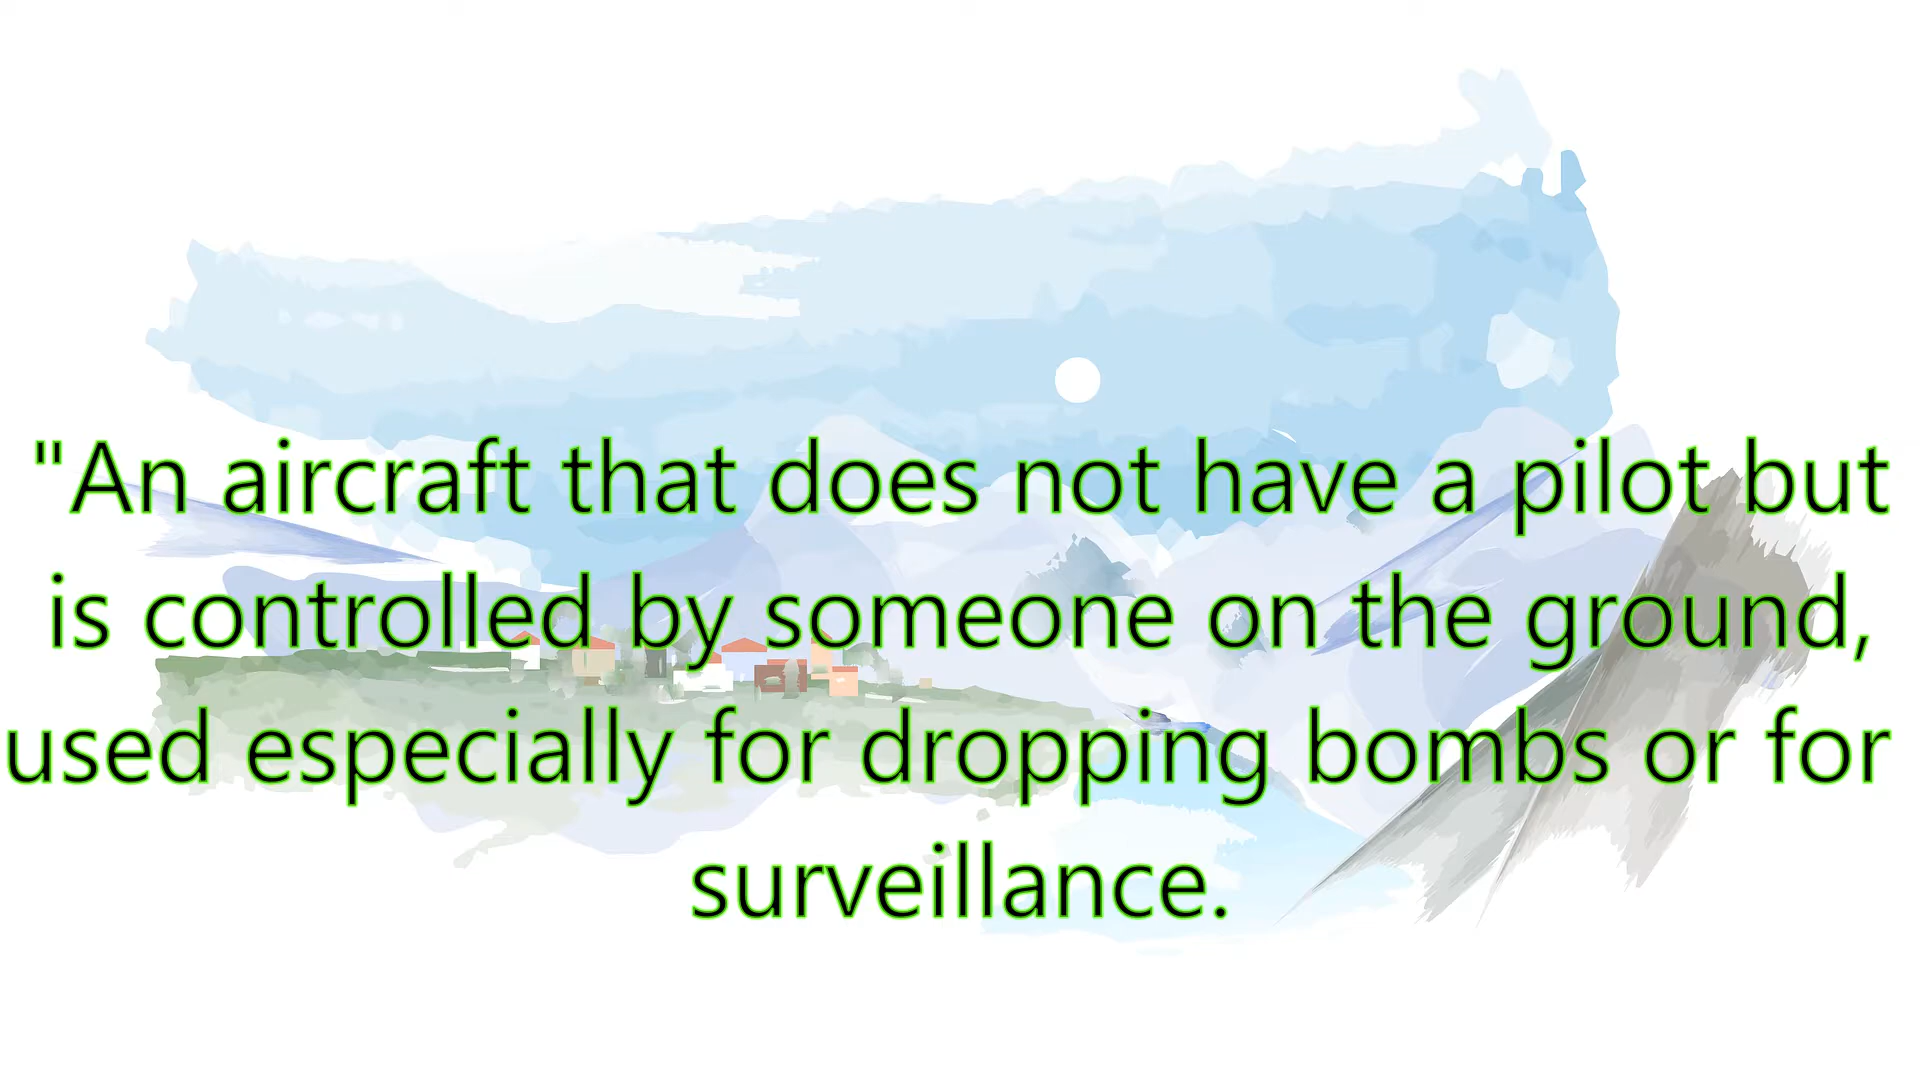 "An aircraft that does not have a pilot but
is controlled by someone on the ground,
used especially for dropping bombs or for
surveillance.